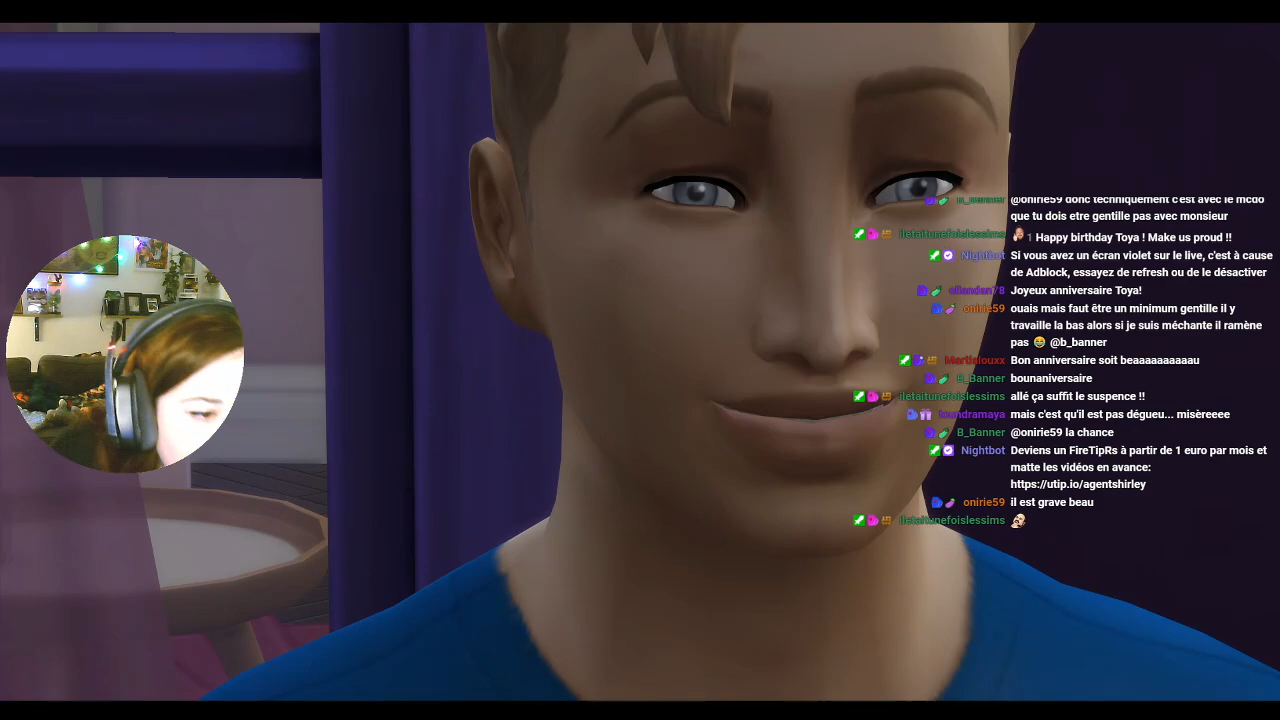 B_Banner @onirie59 donc techniquement c'est avec le mcdo
que tu dois etre gentille pas avec monsieur
iletaitunefoislessims 1 Happy birthday Toya ! Make us proud !!
Nightbot Si vous avez un écran violet sur le live, c'est à cause
de Adblock, essayez de refresh ou de le désactiver
Joyeux anniversaire Toya!
onirie59 ouais mais faut être un minimum gentille il y
travaille la bas alors si je suis méchante il ramène
pas @b_banner
Martialouxx Bon anniversaire soit beaaaaaaaaau
B_Banner bounaniversaire
iletaitunefoislessims allé ça suffit le suspence !!
toundramaya mais c'est qu'il est pas dégueu... misèreeee
B_Banner @onirie59 la chance
Nightbot Deviens un FireTipRs à partir de 1 euro par mois et
matte les vidéos en avance:
https://utip.io/agentshirley
onirie59 il est grave beau
iletaitunefoislessims